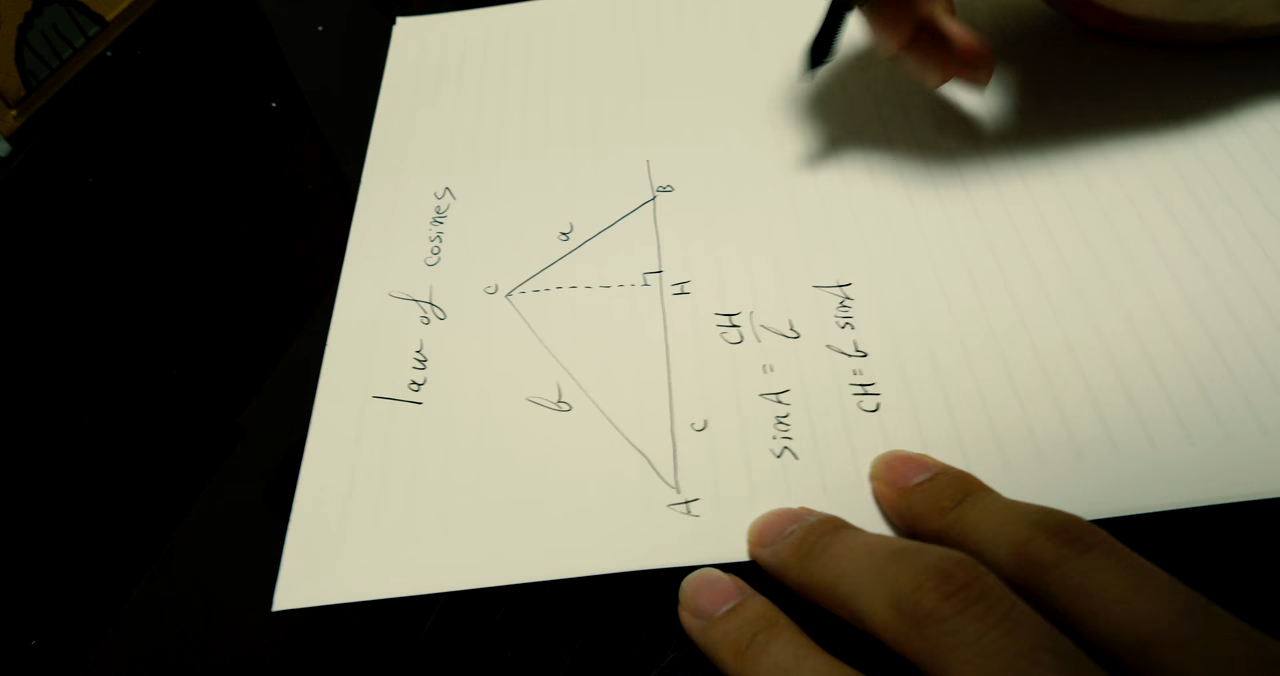 law of cosines
C
a
b
B
H
A
c
sin A = CH/b
CH = b sin A